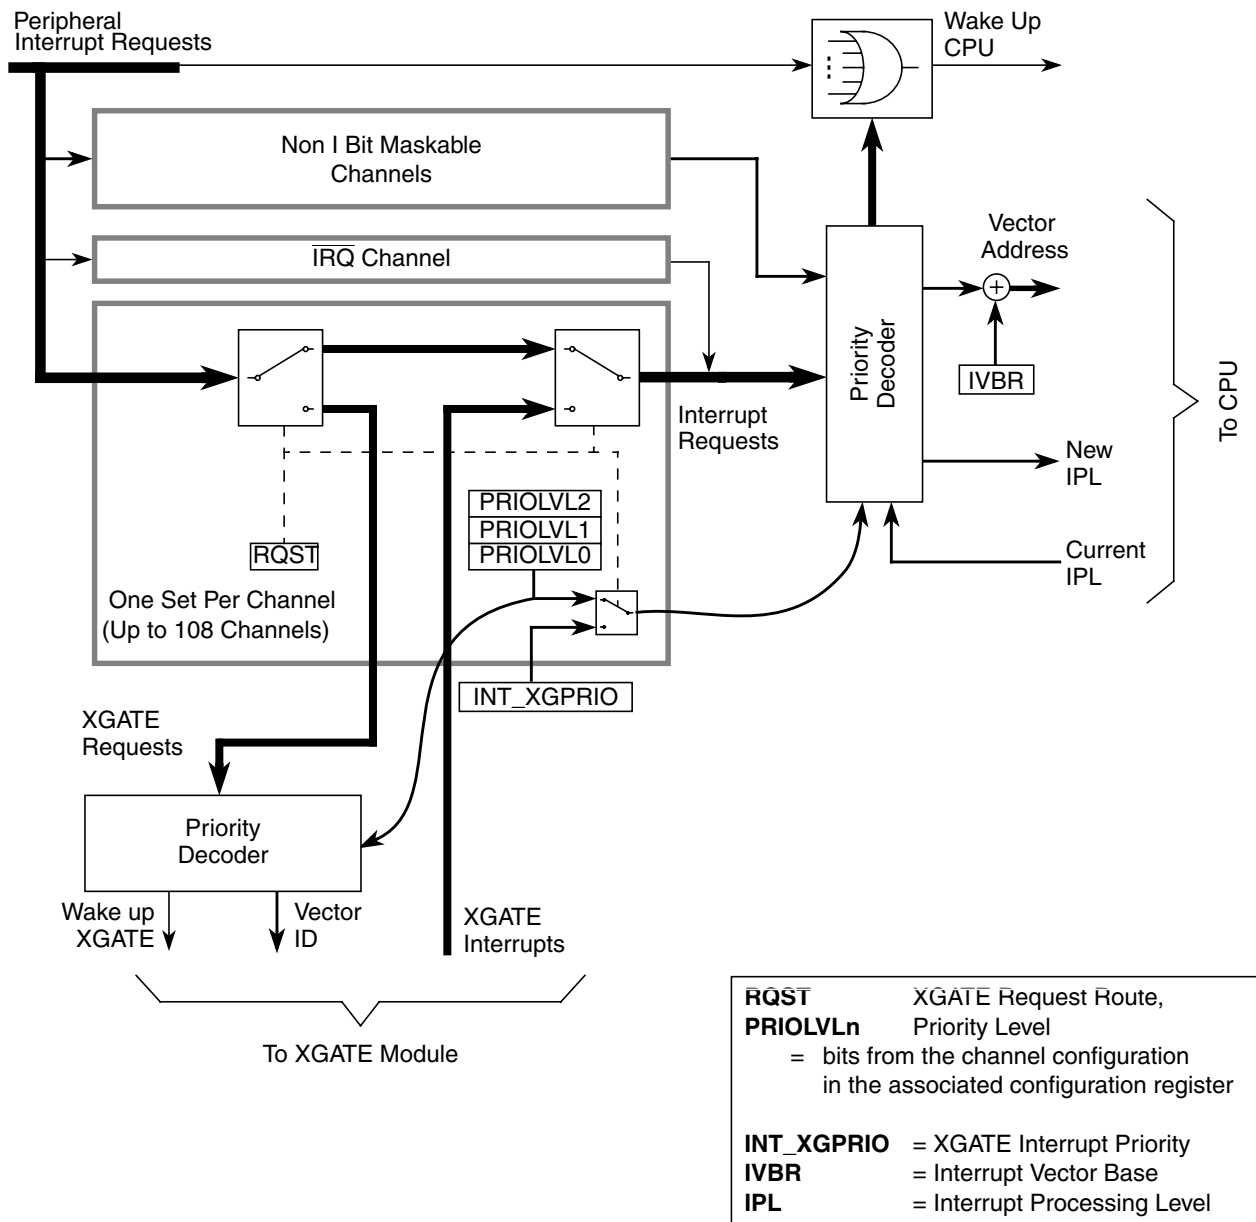 Peripheral
Interrupt Requests
Wake Up
CPU
Non I Bit Maskable
Channels
IRQ Channel
Vector
Address
Priority
Decoder
IVBR
To CPU
Interrupt
Requests
New
IPL
PRIOLVL2
PRIOLVL1
PRIOLVL0
RQST
Current
IPL
One Set Per Channel
(Up to 108 Channels)
INT_XGPRIO
XGATE
Requests
Priority
Decoder
Wake up
XGATE
Vector
ID
XGATE
Interrupts
To XGATE Module
RQST XGATE Request Route,
PRIOLVLn Priority Level
= bits from the channel configuration
in the associated configuration register
INT_XGPRIO = XGATE Interrupt Priority
IVBR = Interrupt Vector Base
IPL = Interrupt Processing Level